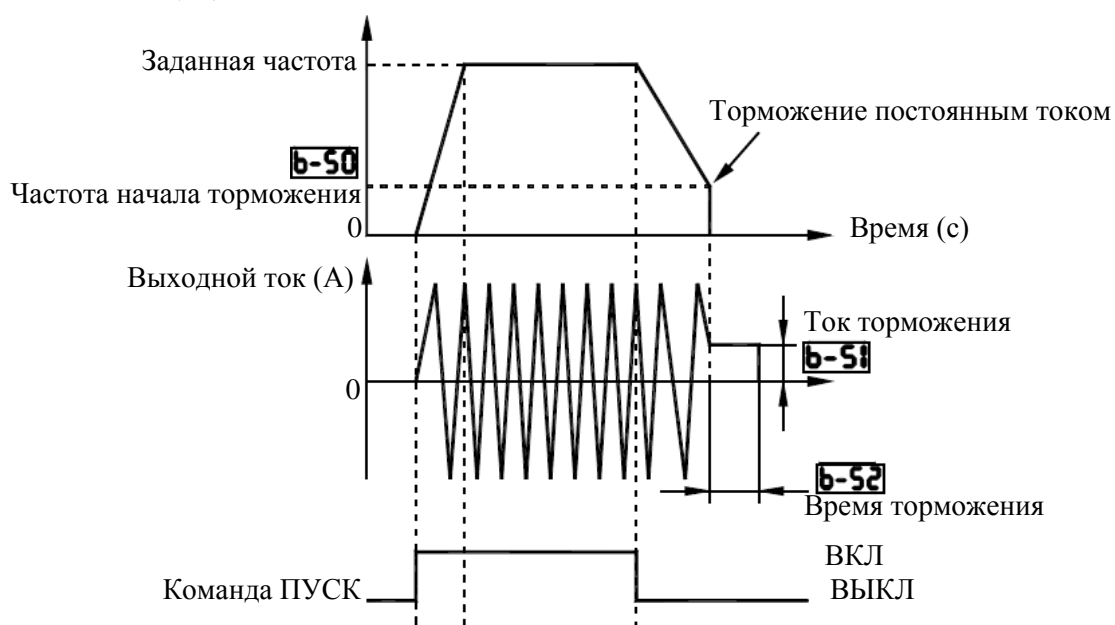 Заданная частота
Торможение постоянным током
b-50
Частота начала торможения
0
Время (с)
Выходной ток (А)
Ток торможения
b-51
0
b-52
Время торможения
ВКЛ
Команда ПУСК
ВЫКЛ